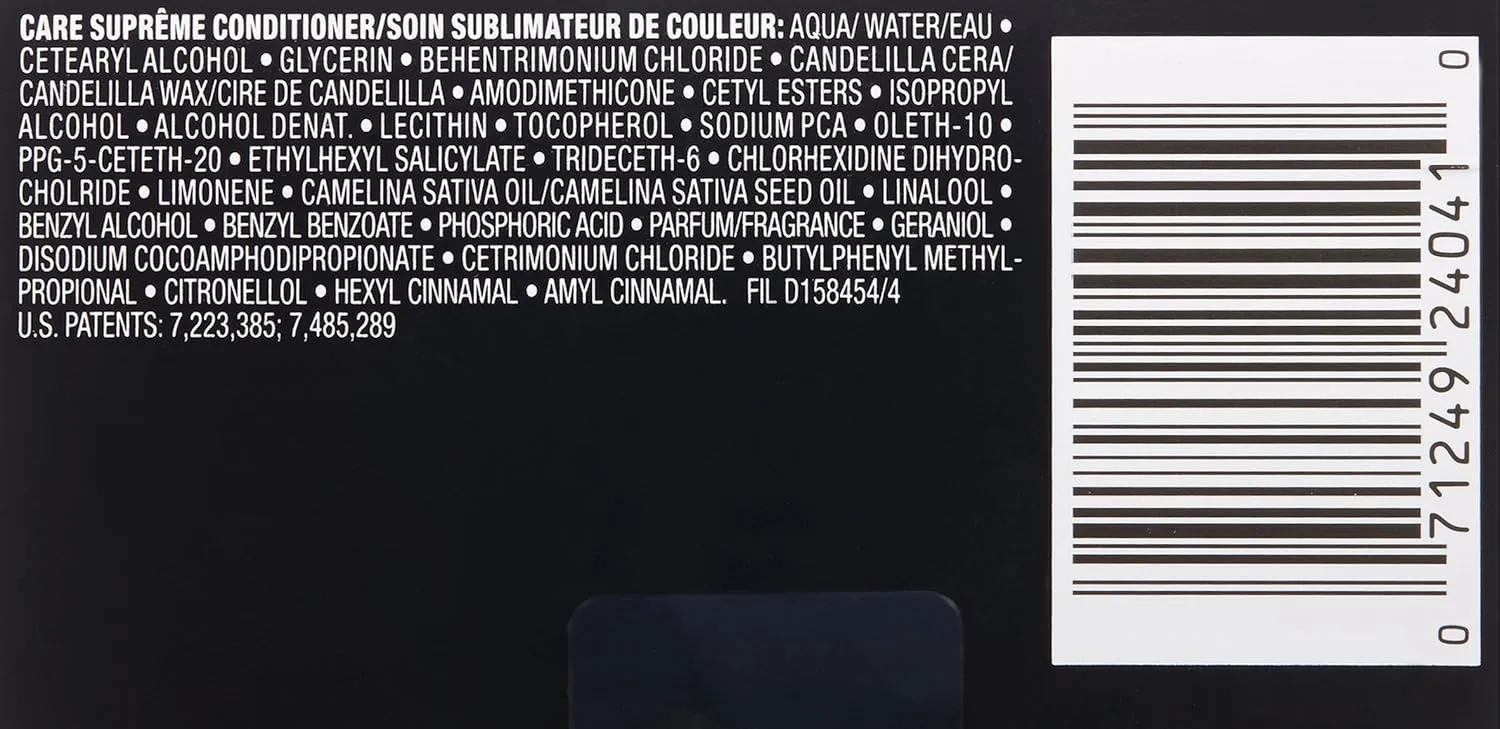 CARE SUPRÊME CONDITIONER/SOIN SUBLIMATEUR DE COULEUR: AQUA/ WATER/EAU •
CETEARYL ALCOHOL • GLYCERIN • BEHENTRIMONIUM CHLORIDE • CANDELILLA CERA/
CANDELILLA WAX/CIRE DE CANDELILLA • AMODIMETHICONE • CETYL ESTERS • ISOPROPYL
ALCOHOL • ALCOHOL DENAT. • LECITHIN • TOCOPHEROL • SODIUM PCA • OLETH-10 •
PPG-5-CETETH-20 • ETHYLHEXYL SALICYLATE • TRIDECETH-6 • CHLORHEXIDINE DIHYDRO-
CHOLRIDE • LIMONENE • CAMELINA SATIVA OIL/CAMELINA SATIVA SEED OIL • LINALOOL •
BENZYL ALCOHOL • BENZYL BENZOATE • PHOSPHORIC ACID • PARFUM/FRAGRANCE • GERANIOL •
DISODIUM COCOAMPHODIPROPIONATE • CETRIMONIUM CHLORIDE • BUTYLPHENYL METHYL-
PROPIONAL • CITRONELLOL • HEXYL CINNAMAL • AMYL CINNAMAL. FIL D158454/4
U.S. PATENTS: 7,223,385; 7,485,289
0 71249 24041 0